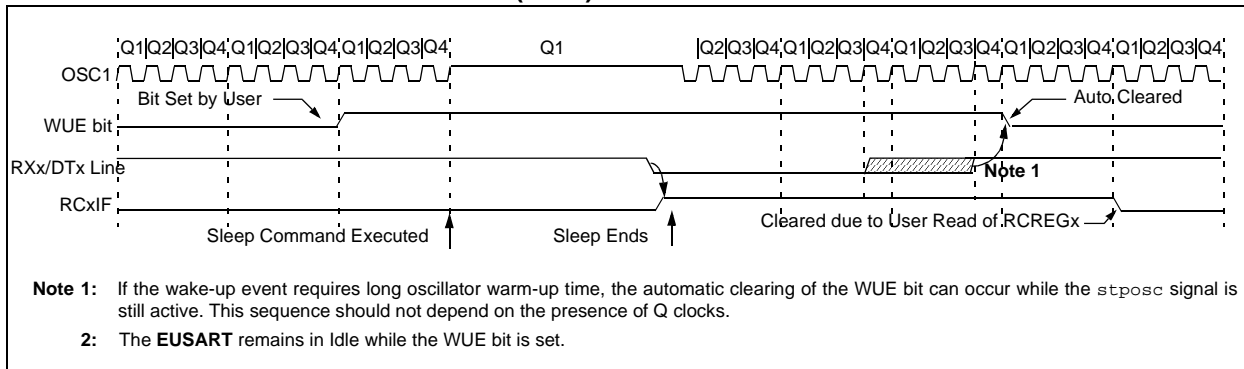 Q1|Q2|Q3|Q4|Q1|Q2|Q3|Q4|Q1|Q2|Q3|Q4 Q1 |Q2|Q3|Q4|Q1|Q2|Q3|Q4|Q1|Q2|Q3|Q4|Q1|Q2|Q3|Q4|Q1|Q2|Q3|Q4
OSC1
Bit Set by User Auto Cleared
WUE bit
RXx/DTx Line
Note 1
RCxIF
Cleared due to User Read of RCREGx
Sleep Command Executed Sleep Ends
Note 1: If the wake-up event requires long oscillator warm-up time, the automatic clearing of the WUE bit can occur while the stposc signal is
still active. This sequence should not depend on the presence of Q clocks.
2: The EUSART remains in Idle while the WUE bit is set.